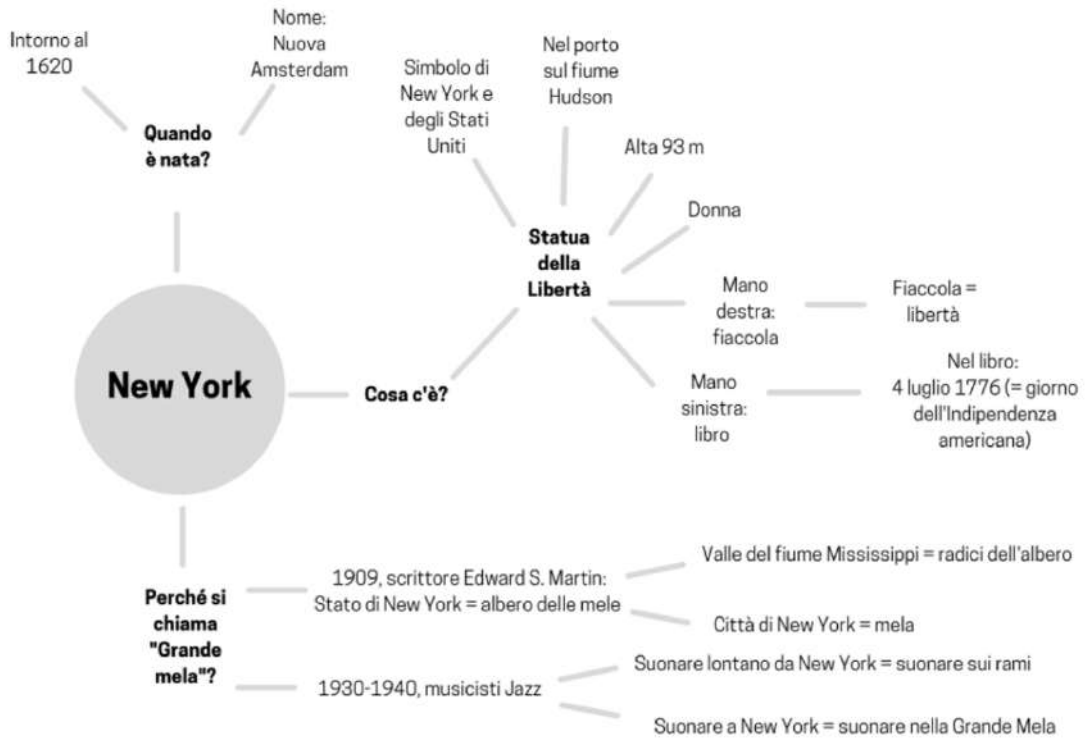 Intorno al
1620
Nome:
Nuova
Amsterdam
Quando
è nata?
Simbolo di
New York e
degli Stati
Uniti
Nel porto
sul fiume
Hudson
Alta 93 m
Donna
Statua
della
Libertà
Mano
destra:
fiaccola
Fiaccola =
libertà
Mano
sinistra:
libro
Nel libro:
4 luglio 1776 (= giorno
dell'Indipendenza
americana)
New York
Cosa c'è?
Perché si
chiama
"Grande
mela"?
1909, scrittore Edward S. Martin:
Stato di New York = albero delle mele
Valle del fiume Mississippi = radici dell'albero
Città di New York = mela
1930-1940, musicisti Jazz
Suonare lontano da New York = suonare sui rami
Suonare a New York = suonare nella Grande Mela